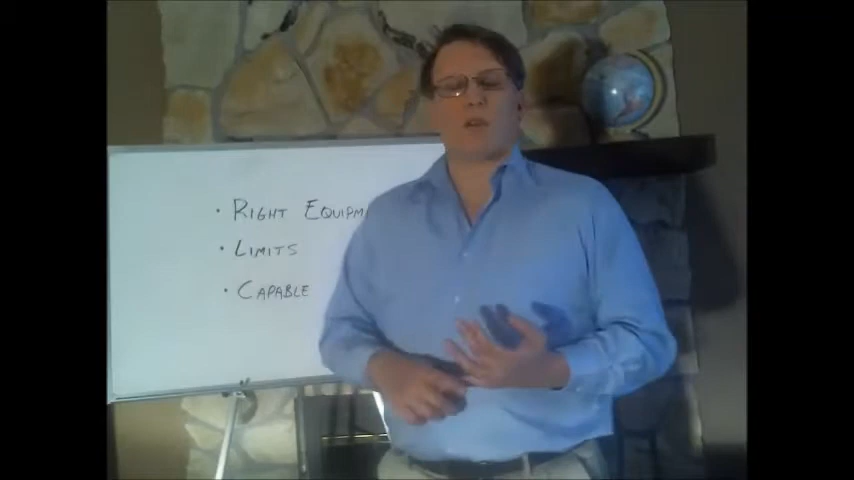 • RIGHT EQUIPM
• LIMITS
• CAPABLE